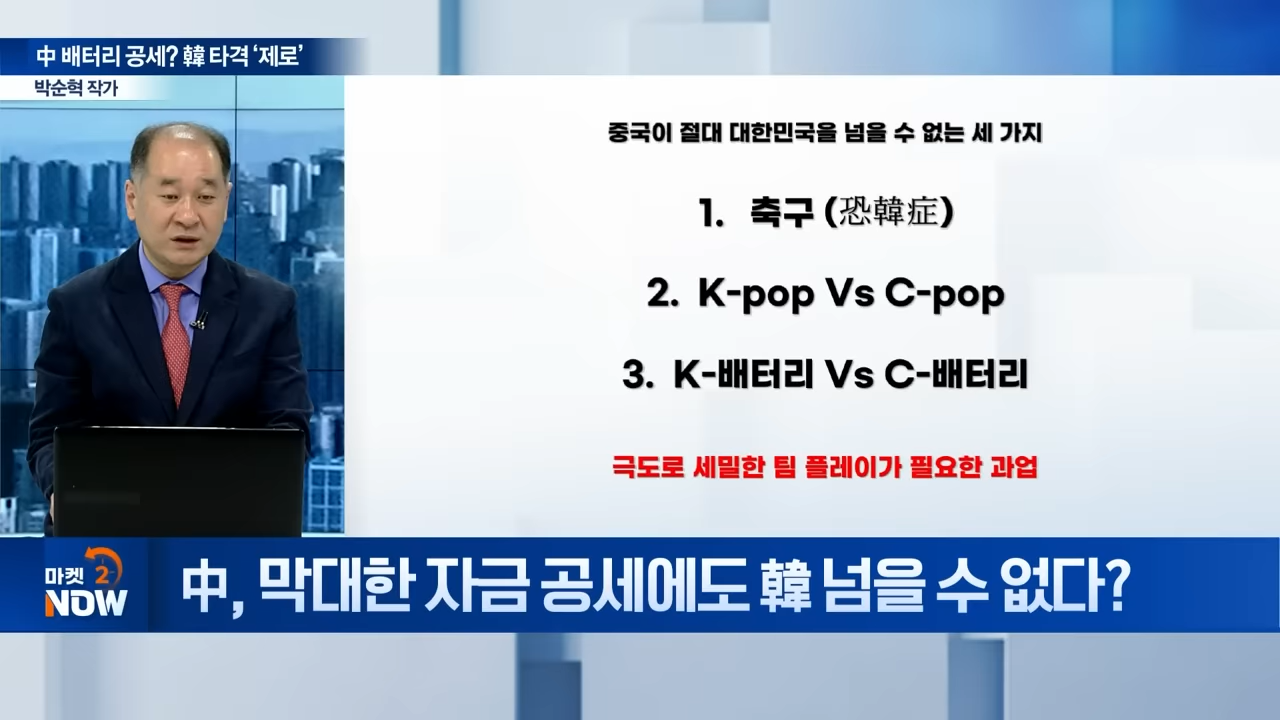 中 배터리 공세? 韓 타격 ‘제로’
박순혁 작가
중국이 절대 대한민국을 넘을 수 없는 세 가지
1. 축구 (恐韓症)
2. K-pop Vs C-pop
3. K-배터리 Vs C-배터리
극도로 세밀한 팀 플레이가 필요한 과업
마켓 2
NOW
中, 막대한 자금 공세에도 韓 넘을 수 없다?